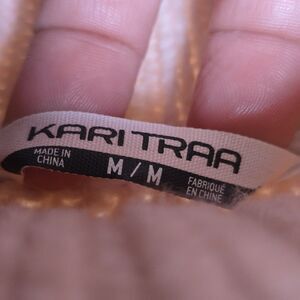 KARI TRAA
MADE IN
CHINA
M / M
FABRIQUÉ
EN CHINE